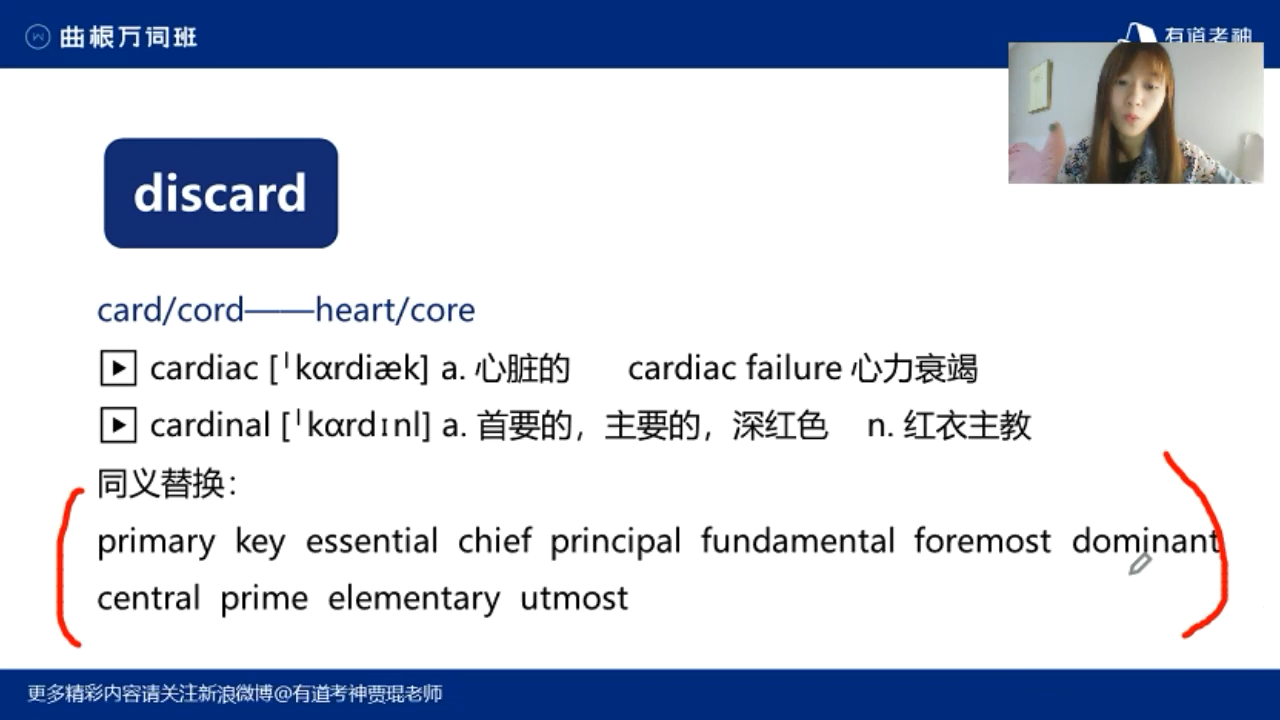 曲根万词班
有道考神
discard
card/cord——heart/core
cardiac [ˈkɑrdiæk] a. 心脏的 cardiac failure 心力衰竭
cardinal [ˈkɑrdɪnl] a. 首要的，主要的，深红色 n. 红衣主教
同义替换：
primary key essential chief principal fundamental foremost dominant
central prime elementary utmost
更多精彩内容请关注新浪微博@有道考神贾琨老师